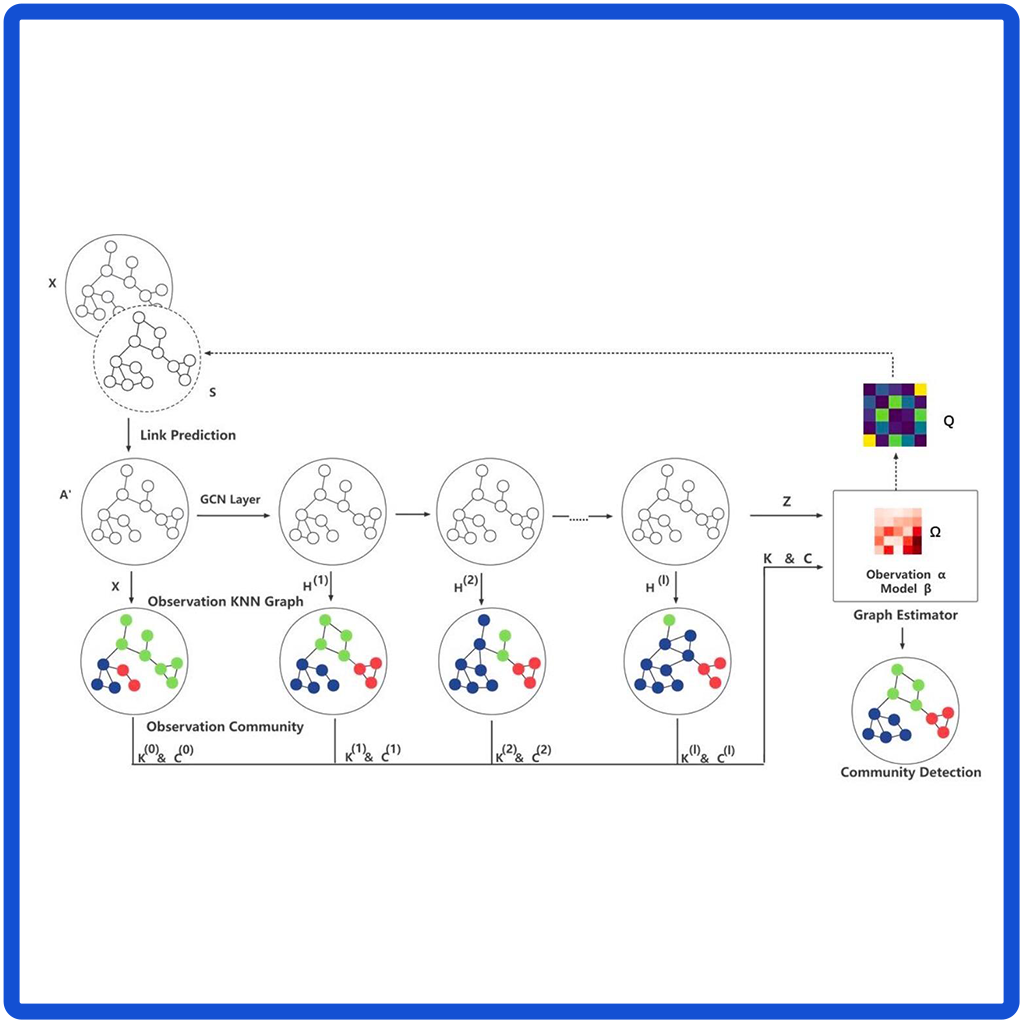 X
S
Link Prediction
Q
A'
GCN Layer
Z
Ω
K & C
Obervation α
Model β
X
H(1)
H(2)
H(l)
Observation KNN Graph
Graph Estimator
Observation Community
K(0)& C(0)
K(1)& C(1)
K(2)& C(2)
K(l)& C(l)
Community Detection